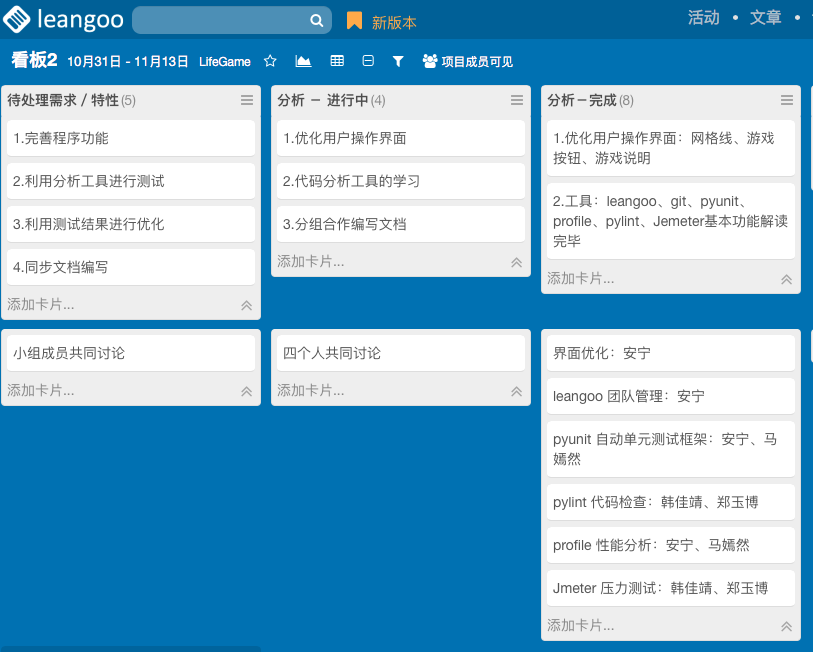 leangoo
新版本
活动 • 文章 •
看板2 10月31日 - 11月13日 LifeGame 项目成员可见
待处理需求 / 特性(5)
1.完善程序功能
2.利用分析工具进行测试
3.利用测试结果进行优化
4.同步文档编写
添加卡片...
小组成员共同讨论
添加卡片...
分析 － 进行中(4)
1.优化用户操作界面
2.代码分析工具的学习
3.分组合作编写文档
添加卡片...
四个人共同讨论
添加卡片...
分析－完成(8)
1.优化用户操作界面：网格线、游戏
按钮、游戏说明
2.工具：leangoo、git、pyunit、
profile、pylint、Jemeter基本功能解读
完毕
添加卡片...
界面优化：安宁
leangoo 团队管理：安宁
pyunit 自动单元测试框架：安宁、马
嫣然
pylint 代码检查：韩佳靖、郑玉博
profile 性能分析：安宁、马嫣然
Jmeter 压力测试：韩佳靖、郑玉博
添加卡片...